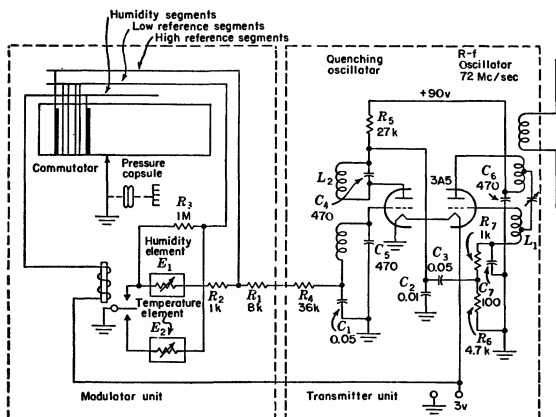 Humidity segments
Low reference segments
High reference segments
Quenching
oscillator
R-f
Oscillator
72 Mc/sec
+90v
R5
27k
L2
C4
470
3A5
C6
470
Commutator
Pressure
capsule
R3
1M
Humidity element
E1
Temperature
element
E2
R2
1k
R1
8k
R4
36k
C1
0.05
C5
470
C3
0.05
C2
0.01
R7
1k
L1
C7
100
R6
4.7k
3v
Modulator unit
Transmitter unit